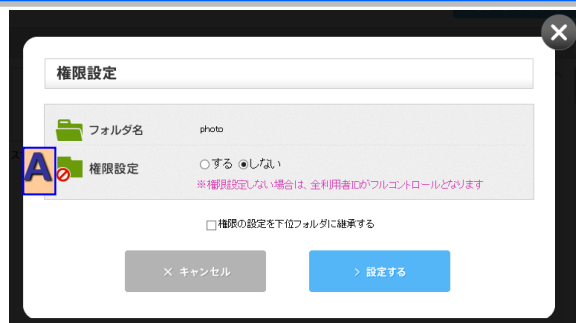 権限設定
フォルダ名 photo
A 権限設定 ○する ◉しない
※権限設定しない場合は、全利用者IDがフルコントロールとなります
□権限の設定を下位フォルダに継承する
× キャンセル > 設定する